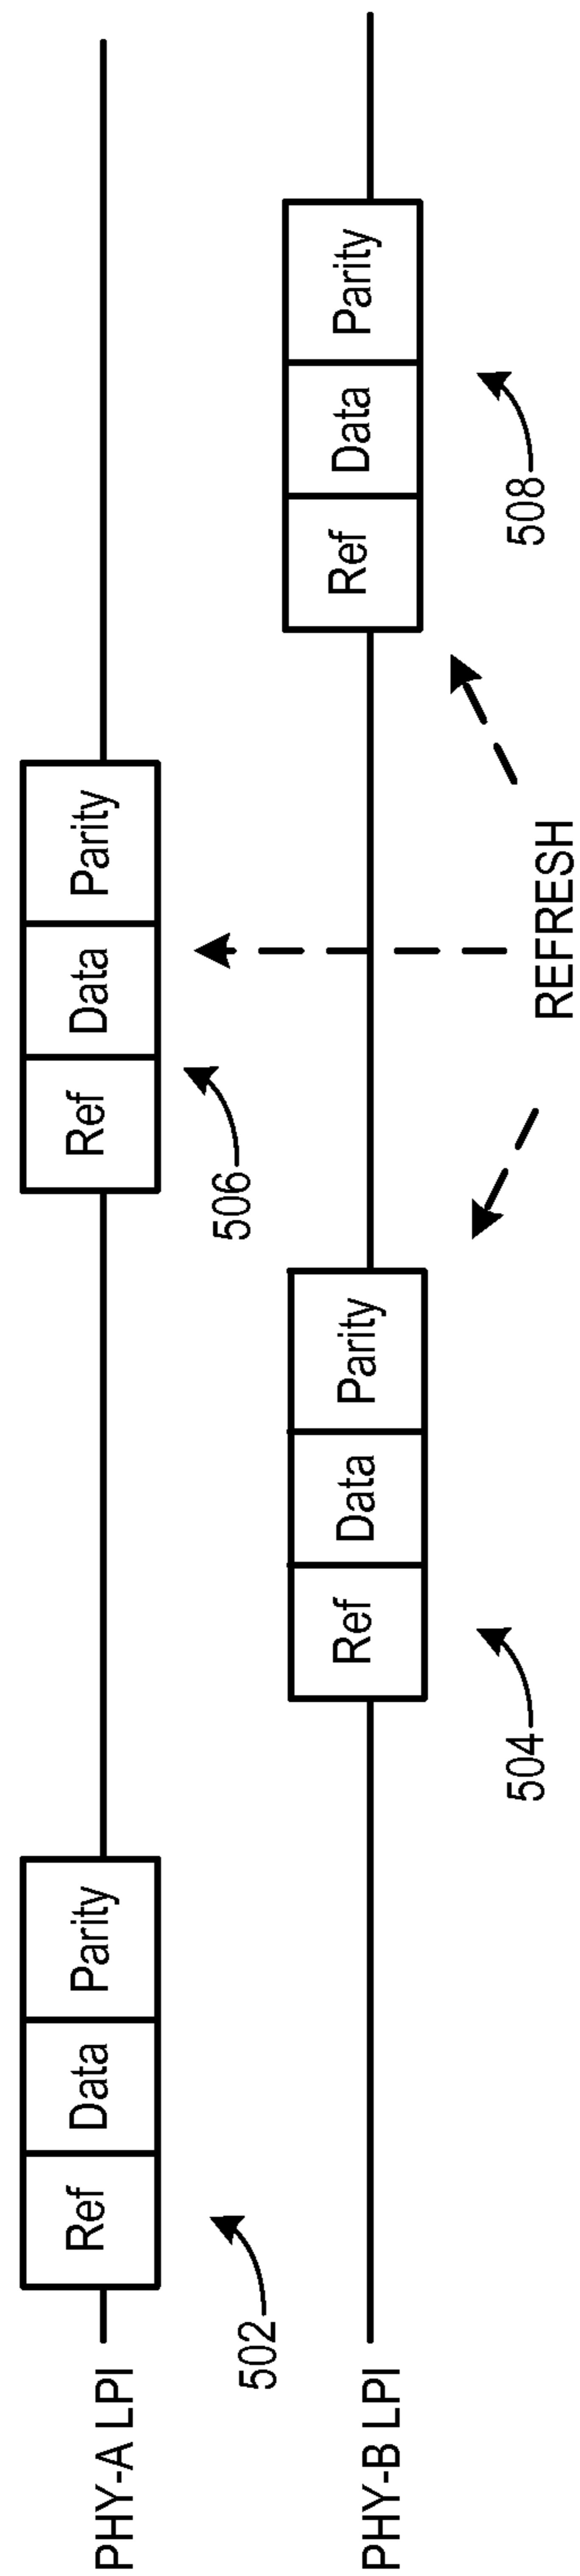 PHY-A LPI
Ref Data Parity
Ref Data Parity
502
506
PHY-B LPI
Ref Data Parity
Ref Data Parity
504
508
REFRESH